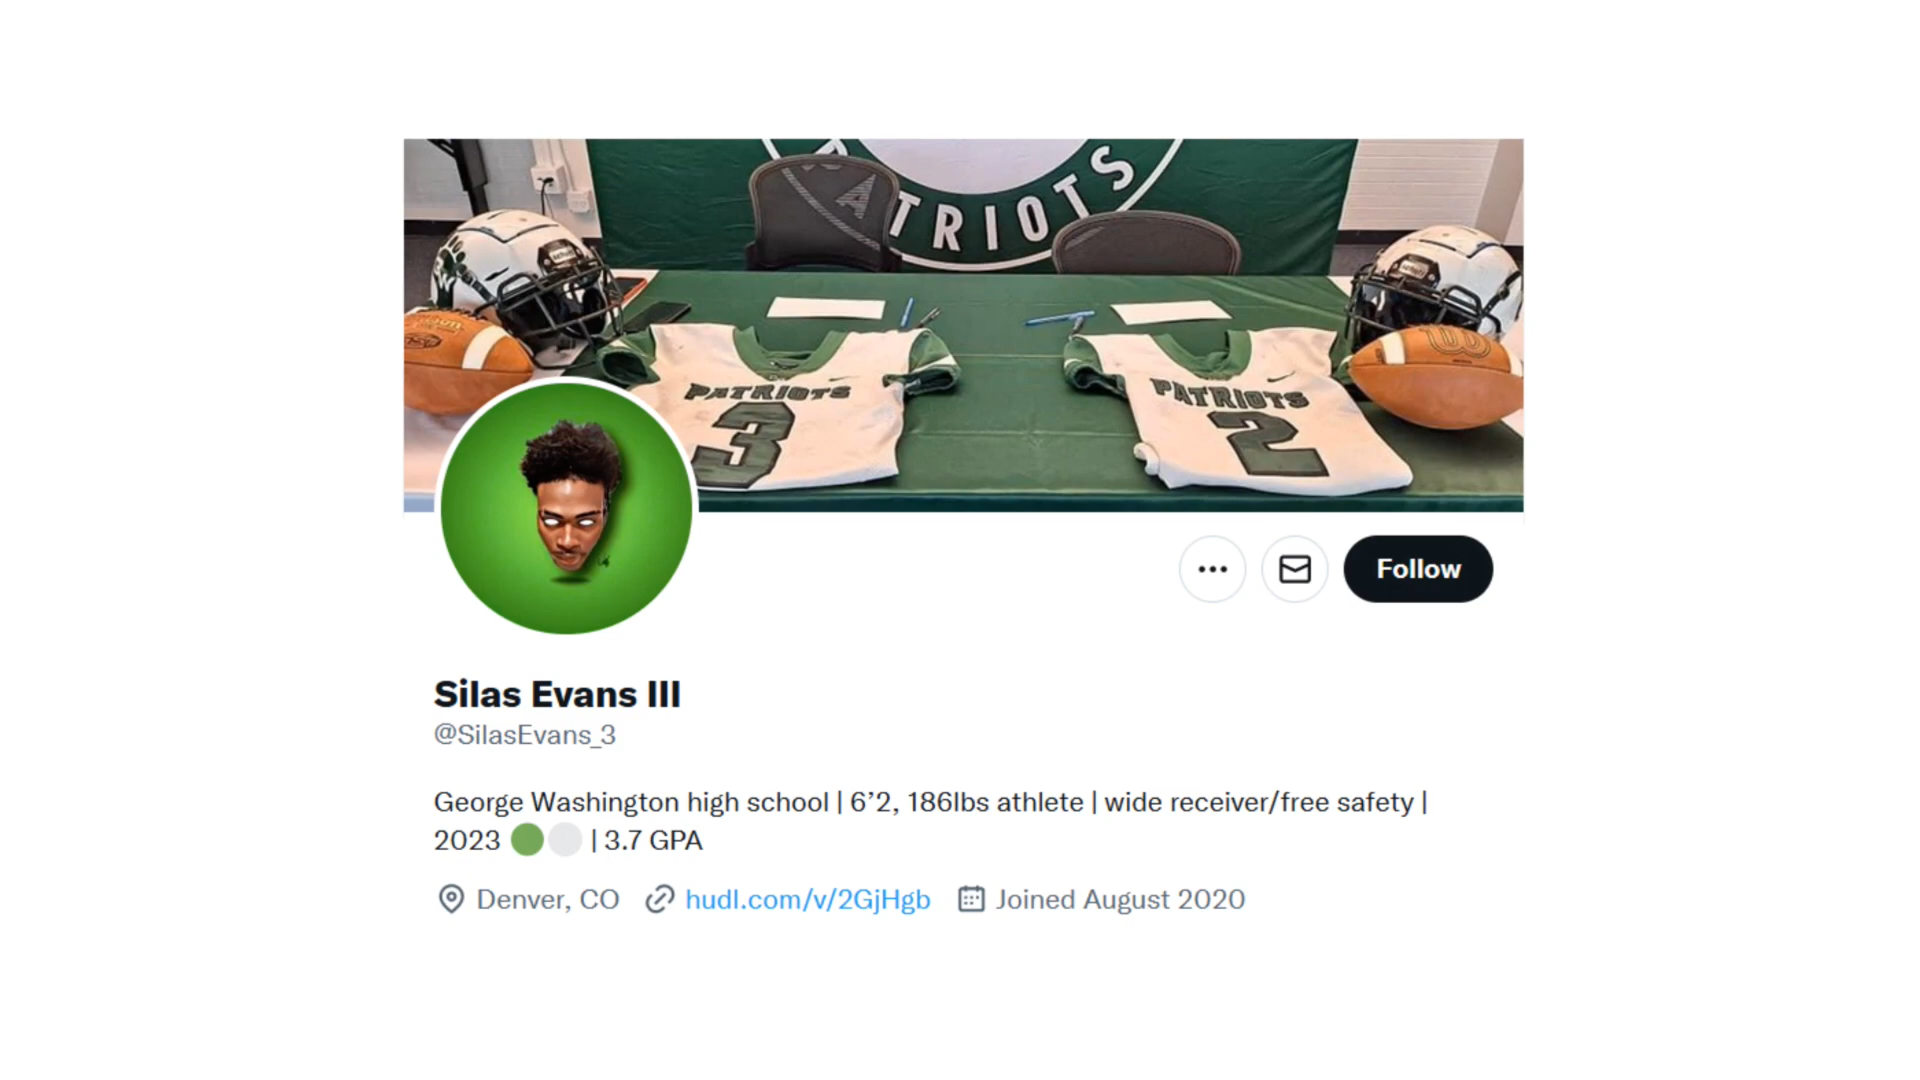 PATRIOTS
PATRIOTS
3
PATRIOTS
2
Follow
Silas Evans III
@SilasEvans_3
George Washington high school | 6’2, 186lbs athlete | wide receiver/free safety |
2023 🟢⚪ | 3.7 GPA
Denver, CO hudl.com/v/2GjHgb Joined August 2020